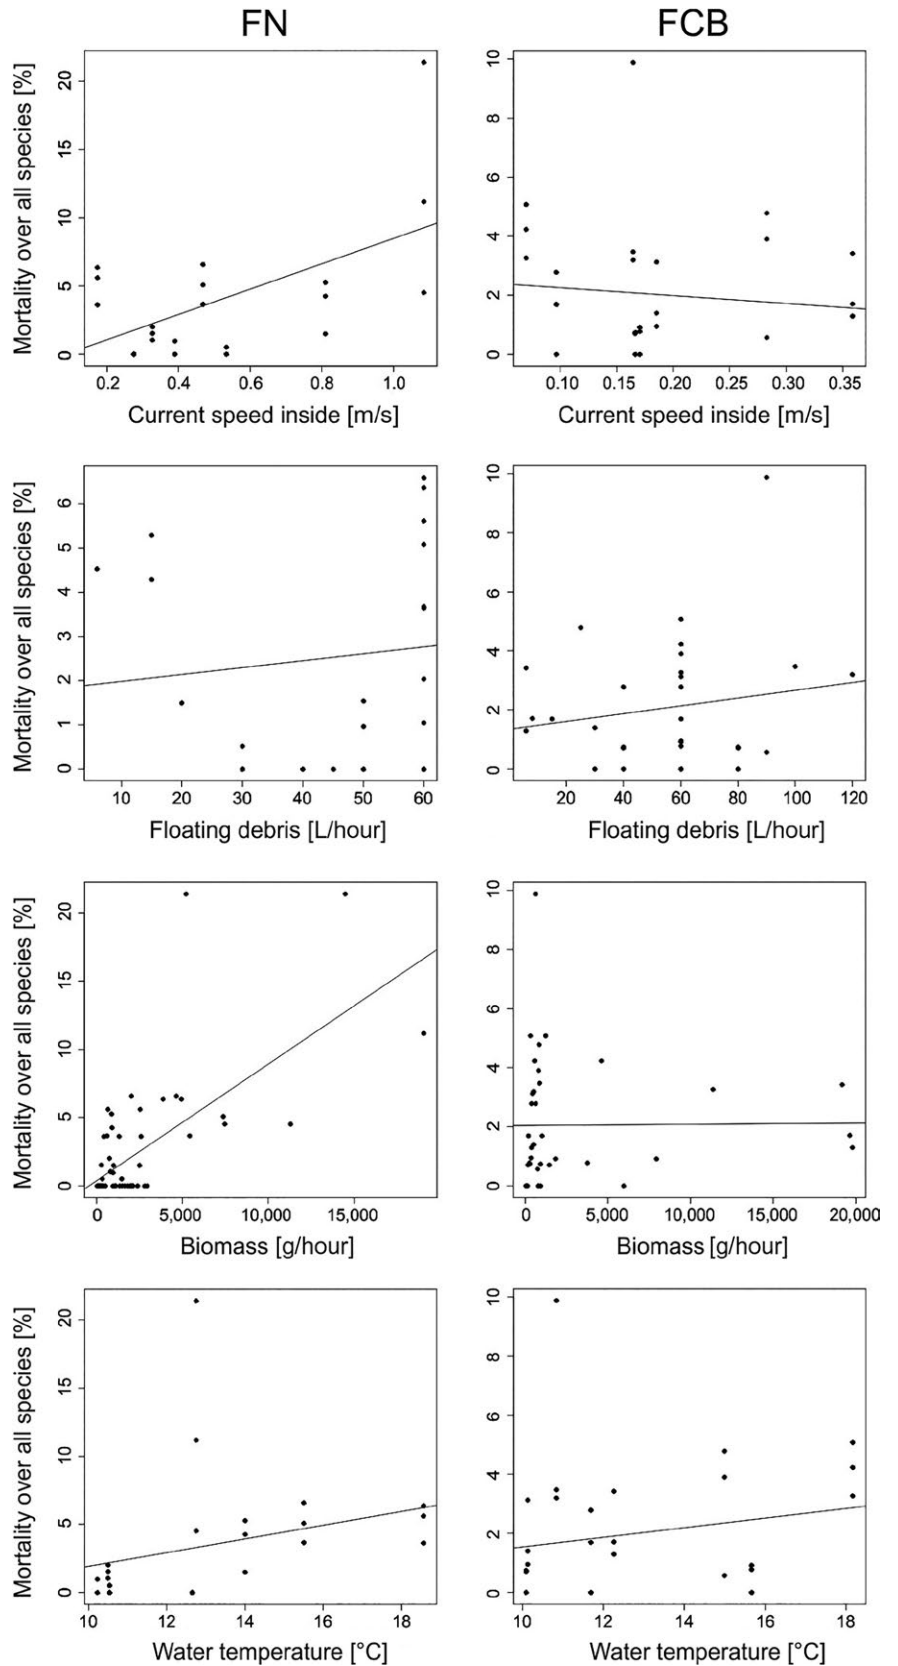 FN
FCB
Mortality over all species [%]
0 5 10 15 20
0.2 0.4 0.6 0.8 1.0
Current speed inside [m/s]
0 2 4 6 8 10
0.10 0.15 0.20 0.25 0.30 0.35
Current speed inside [m/s]
Mortality over all species [%]
0 1 2 3 4 5 6
10 20 30 40 50 60
Floating debris [L/hour]
0 2 4 6 8 10
20 40 60 80 100 120
Floating debris [L/hour]
Mortality over all species [%]
0 5 10 15 20
0 5,000 10,000 15,000
Biomass [g/hour]
0 2 4 6 8 10
0 5,000 10,000 15,000 20,000
Biomass [g/hour]
Mortality over all species [%]
0 5 10 15 20
10 12 14 16 18
Water temperature [°C]
0 2 4 6 8 10
10 12 14 16 18
Water temperature [°C]